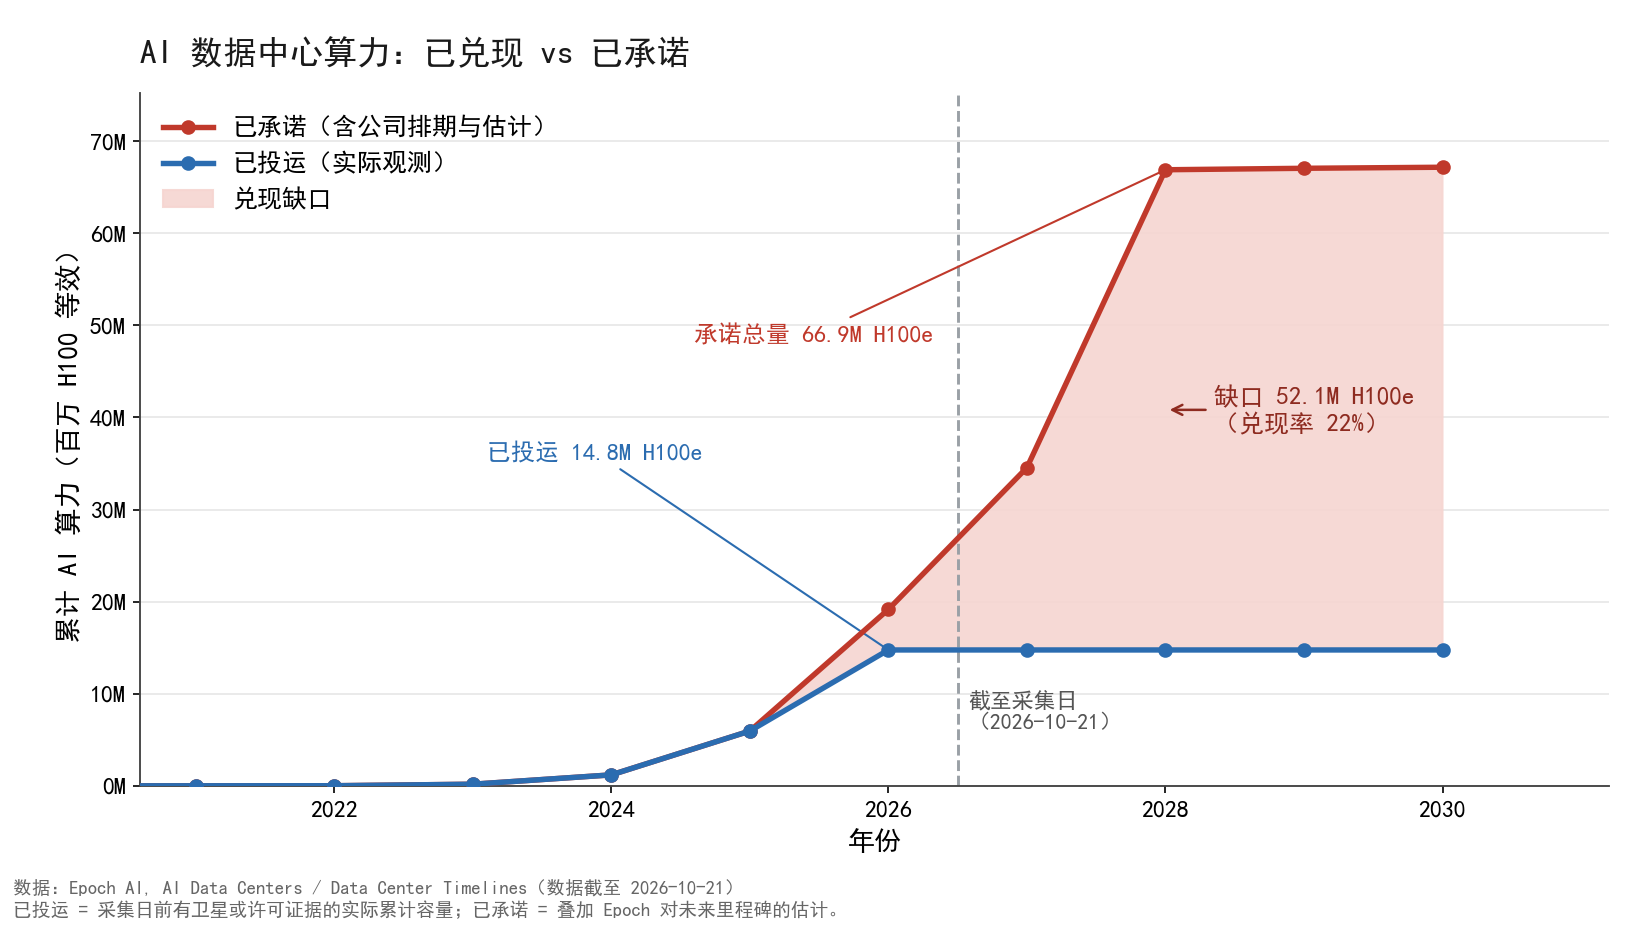 AI 数据中心算力：已兑现 vs 已承诺
已承诺（含公司排期与估计）
已投运（实际观测）
兑现缺口
累计 AI 算力（百万 H100 等效）
70M
60M
50M
40M
30M
20M
10M
0M
承诺总量 66.9M H100e
缺口 52.1M H100e
（兑现率 22%）
已投运 14.8M H100e
截至采集日
（2026-10-21）
2022
2024
2026
2028
2030
年份
数据：Epoch AI, AI Data Centers / Data Center Timelines（数据截至 2026-10-21）
已投运 = 采集日前有卫星或许可证据的实际累计容量；已承诺 = 叠加 Epoch 对未来里程碑的估计。